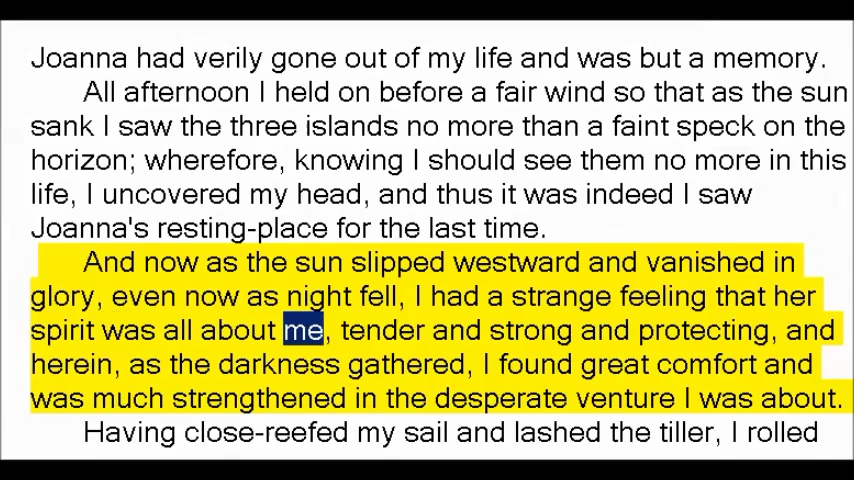 Joanna had verily gone out of my life and was but a memory.
All afternoon I held on before a fair wind so that as the sun
sank I saw the three islands no more than a faint speck on the
horizon; wherefore, knowing I should see them no more in this
life, I uncovered my head, and thus it was indeed I saw
Joanna's resting-place for the last time.
And now as the sun slipped westward and vanished in
glory, even now as night fell, I had a strange feeling that her
spirit was all about me, tender and strong and protecting, and
herein, as the darkness gathered, I found great comfort and
was much strengthened in the desperate venture I was about.
Having close-reefed my sail and lashed the tiller, I rolled